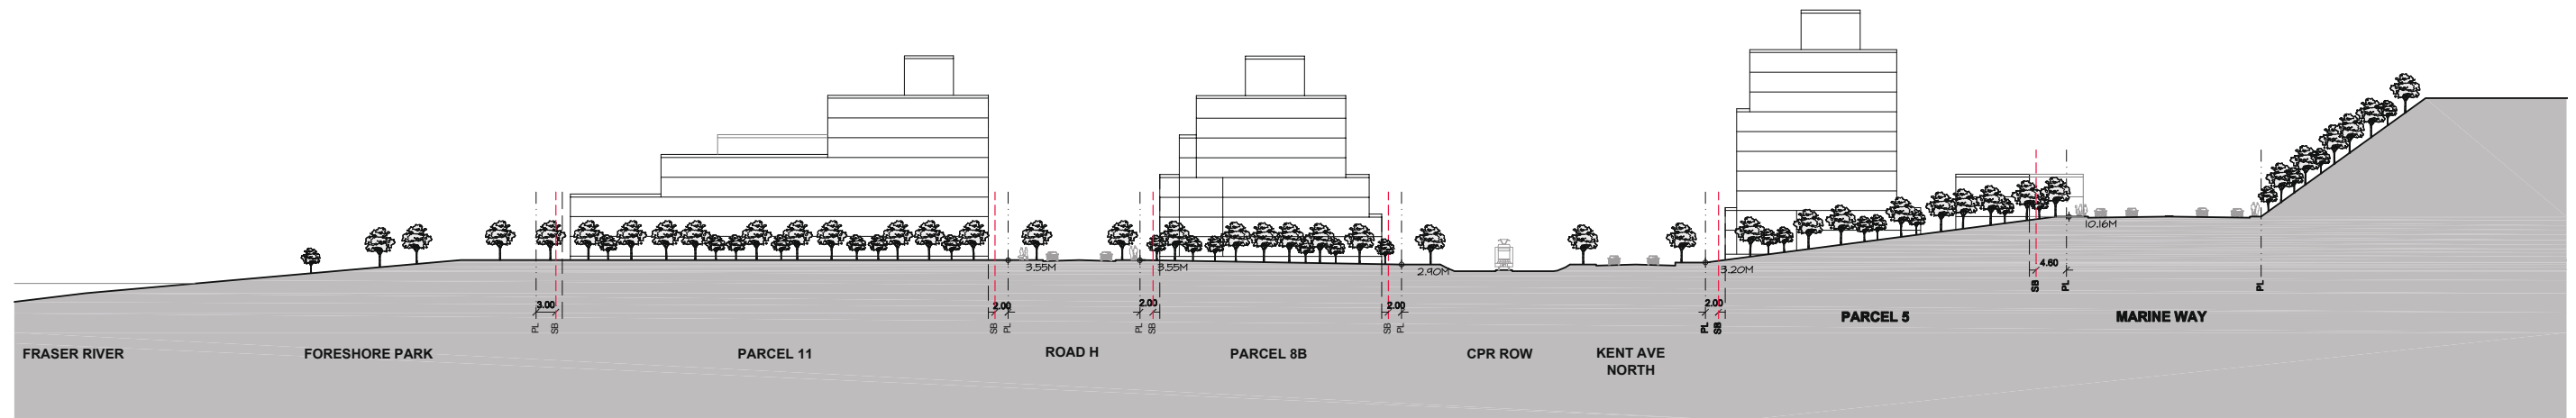 3.55M
3.55M
2.90M
3.20M
10.16M
3.00
2.00
2.00
2.00
2.00
4.60
PL
SB
SB
PL
PL
SB
SB
PL
PL
SB
SB
PL
PL
FRASER RIVER
FORESHORE PARK
PARCEL 11
ROAD H
PARCEL 8B
CPR ROW
KENT AVE
NORTH
PARCEL 5
MARINE WAY